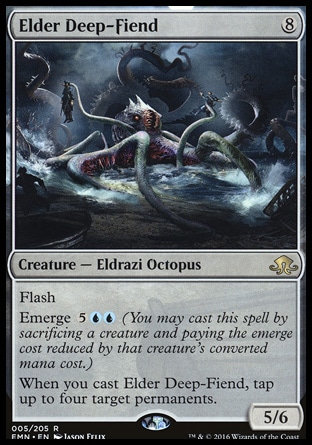 Elder Deep-Fiend 8
Creature — Eldrazi Octopus
Flash
Emerge 5 (You may cast this spell by
sacrificing a creature and paying the emerge
cost reduced by that creature's converted
mana cost.)
When you cast Elder Deep-Fiend, tap
up to four target permanents.
5/6
005/205 R
EMN • EN Jason Felix
™ & © 2016 Wizards of the Coast